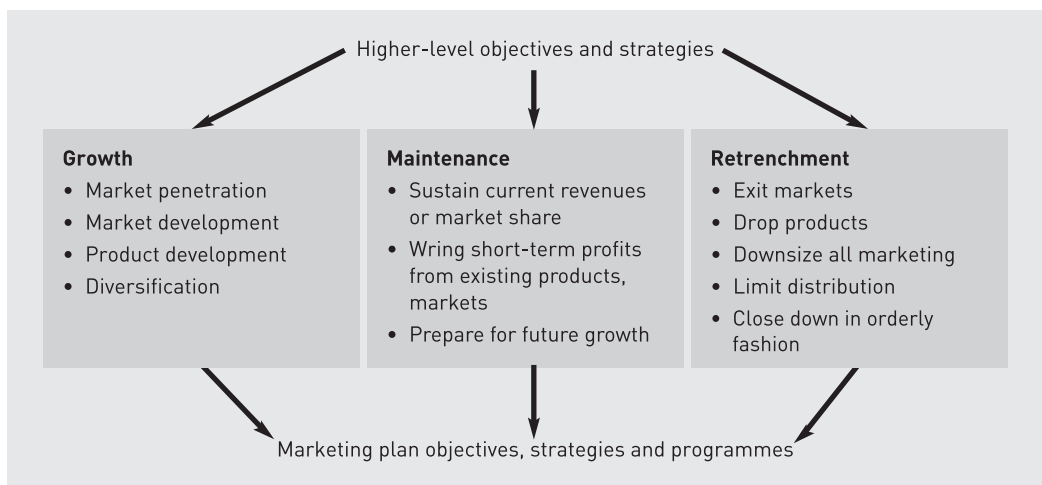 Higher-level objectives and strategies
Growth
• Market penetration
• Market development
• Product development
• Diversification
Maintenance
• Sustain current revenues
or market share
• Wring short-term profits
from existing products,
markets
• Prepare for future growth
Retrenchment
• Exit markets
• Drop products
• Downsize all marketing
• Limit distribution
• Close down in orderly
fashion
Marketing plan objectives, strategies and programmes